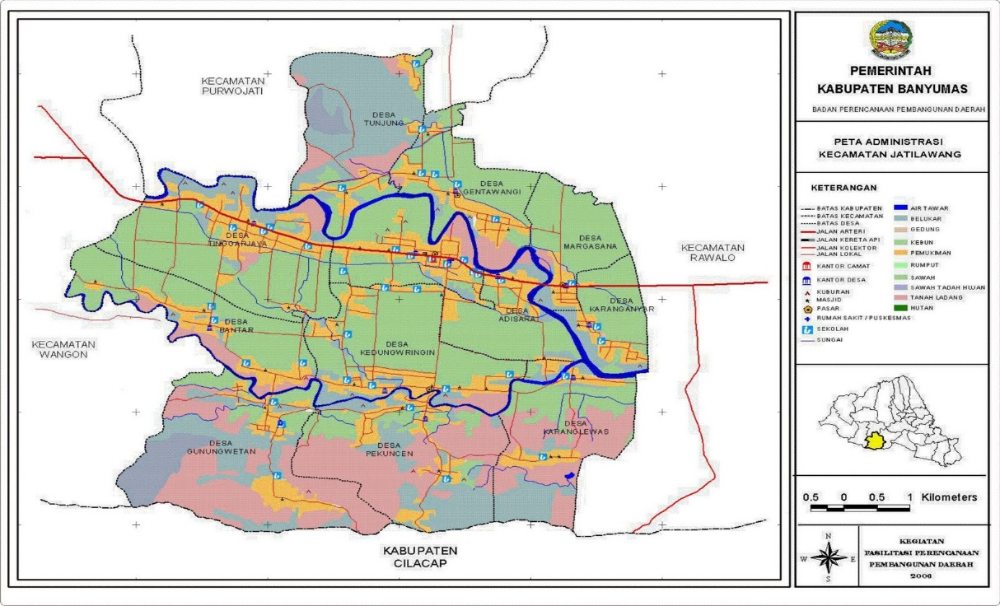 KECAMATAN
PURWOJATI
DESA
TUNJUNG
DESA
GENTAWANGI
DESA
MARGASANA
KECAMATAN
RAWALO
DESA
TINGGARJAYA
DESA
KARANGANYAR
DESA
ADISARA
DESA
BANTAR
KECAMATAN
WANGON
DESA
KEDUNGWRINGIN
DESA
KARANGLEWAS
DESA
GUNUNGWETAN
DESA
PEKUNCEN
KABUPATEN
CILACAP
PEMERINTAH
KABUPATEN BANYUMAS
BADAN PERENCANAAN PEMBANGUNAN DAERAH
PETA ADMINISTRASI
KECAMATAN JATILAWANG
KETERANGAN
BATAS KABUPATEN
BATAS KECAMATAN
BATAS DESA
JALAN ARTERI
JALAN KERETA API
JALAN KOLEKTOR
JALAN LOKAL
KANTOR CAMAT
KANTOR DESA
KUBURAN
MASJID
PASAR
RUMAH SAKIT / PUSKESMAS
SEKOLAH
SUNGAI
AIR TAWAR
BELUKAR
GEDUNG
KEBUN
PEMUKIMAN
RUMPUT
SAWAH
SAWAH TADAH HUJAN
TANAH LADANG
HUTAN
0.5 0 0.5 1 Kilometers
N
W E
S
KEGIATAN
FASILITASI PERENCANAAN
PEMBANGUNAN DAERAH
2006